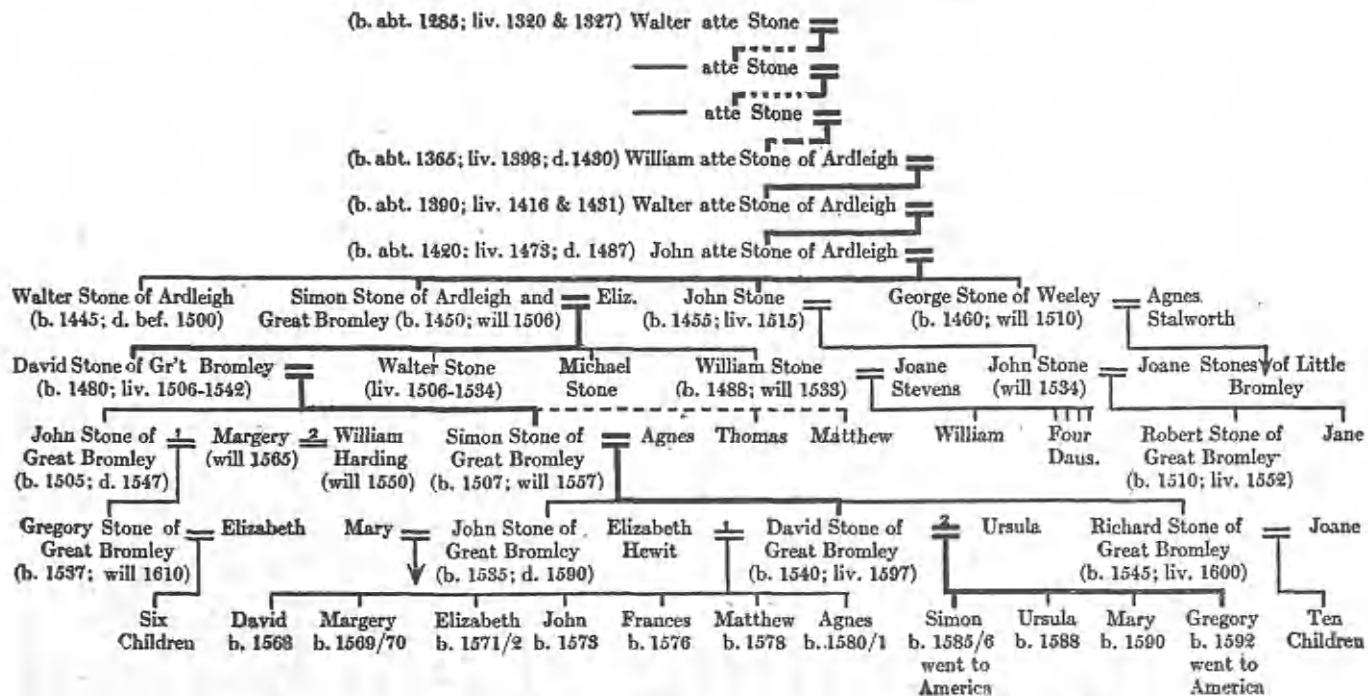 (b. abt. 1285; liv. 1320 & 1327) Walter atte Stone
—— atte Stone
—— atte Stone
(b. abt. 1365; liv. 1398; d. 1430) William atte Stone of Ardleigh
(b. abt. 1390; liv. 1416 & 1431) Walter atte Stone of Ardleigh
(b. abt. 1420; liv. 1473; d. 1487) John atte Stone of Ardleigh
Walter Stone of Ardleigh
(b. 1445; d. bef. 1500)
Simon Stone of Ardleigh and
Great Bromley (b. 1450; will 1506)
Eliz.
John Stone
(b. 1455; liv. 1515)
George Stone of Weeley
(b. 1460; will 1510)
Agnes
Stalworth
David Stone of Gr't Bromley
(b. 1480; liv. 1506-1542)
Walter Stone
(liv. 1506-1534)
Michael
Stone
William Stone
(b. 1488; will 1533)
Joane
Stevens
John Stone
(will 1534)
Joane Stones of Little
Bromley
John Stone of
Great Bromley
(b. 1505; d. 1547)
1
Margery
(will 1565)
2
William
Harding
(will 1550)
Simon Stone of
Great Bromley
(b. 1507; will 1557)
Agnes
Thomas
Matthew
William
Four
Daus.
Robert Stone of
Great Bromley
(b. 1510; liv. 1552)
Jane
Gregory Stone of
Great Bromley
(b. 1537; will 1610)
Elizabeth
Mary
John Stone of
Great Bromley
(b. 1535; d. 1590)
Elizabeth
Hewit
1
David Stone of
Great Bromley
(b. 1540; liv. 1597)
2
Ursula
Richard Stone of
Great Bromley
(b. 1545; liv. 1600)
Joane
Six
Children
David
b. 1568
Margery
b. 1569/70
Elizabeth
b. 1571/2
John
b. 1573
Frances
b. 1576
Matthew
b. 1578
Agnes
b. 1580/1
Simon
b. 1585/6
went to
America
Ursula
b. 1588
Mary
b. 1590
Gregory
b. 1592
went to
America
Ten
Children